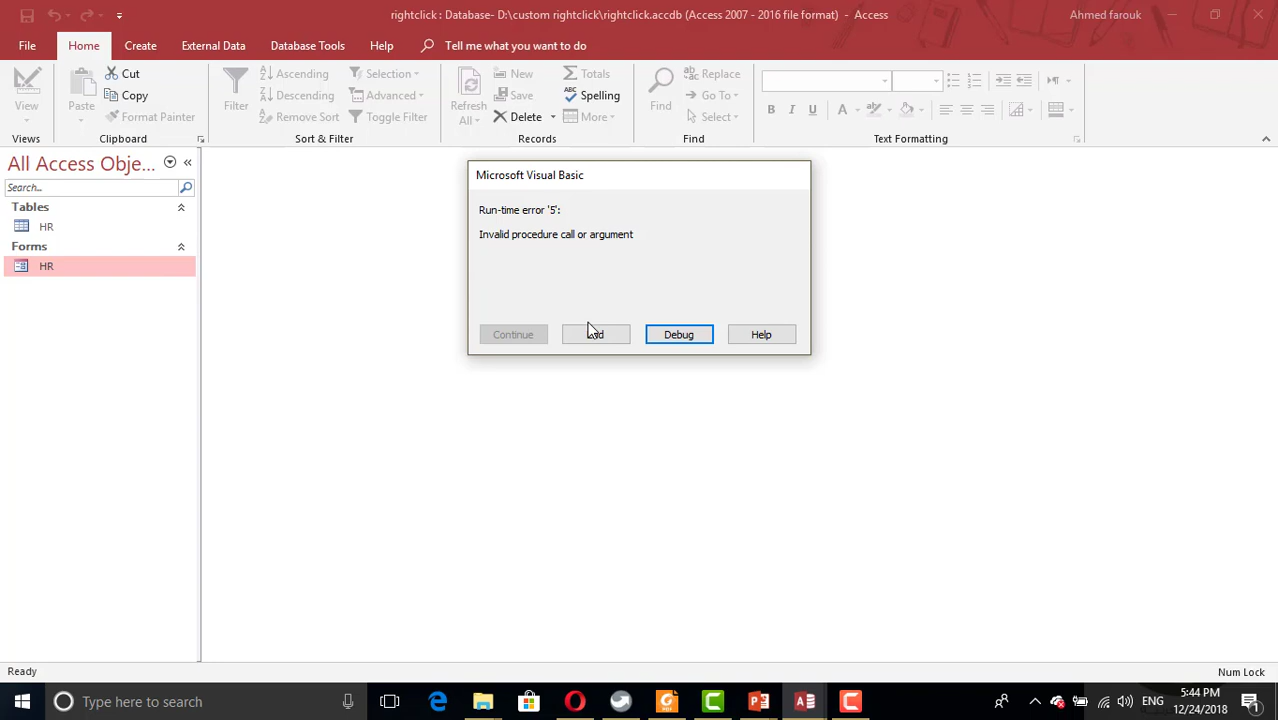 rightclick : Database- D:\custom rightclick\rightclick.accdb (Access 2007 - 2016 file format) - Access
Ahmed farouk
File
Home
Create
External Data
Database Tools
Help
Tell me what you want to do
View
Paste
Cut
Copy
Format Painter
Filter
Ascending
Descending
Remove Sort
Selection
Advanced
Toggle Filter
Refresh
All
New
Save
Delete
Totals
Spelling
More
Find
Replace
Go To
Select
Views
Clipboard
Sort & Filter
Records
Find
Text Formatting
All Access Obje...
Search...
Tables
HR
Forms
HR
Microsoft Visual Basic
Run-time error '5':
Invalid procedure call or argument
Continue
Debug
Help
Ready
Num Lock
Type here to search
ENG
5:44 PM
12/24/2018